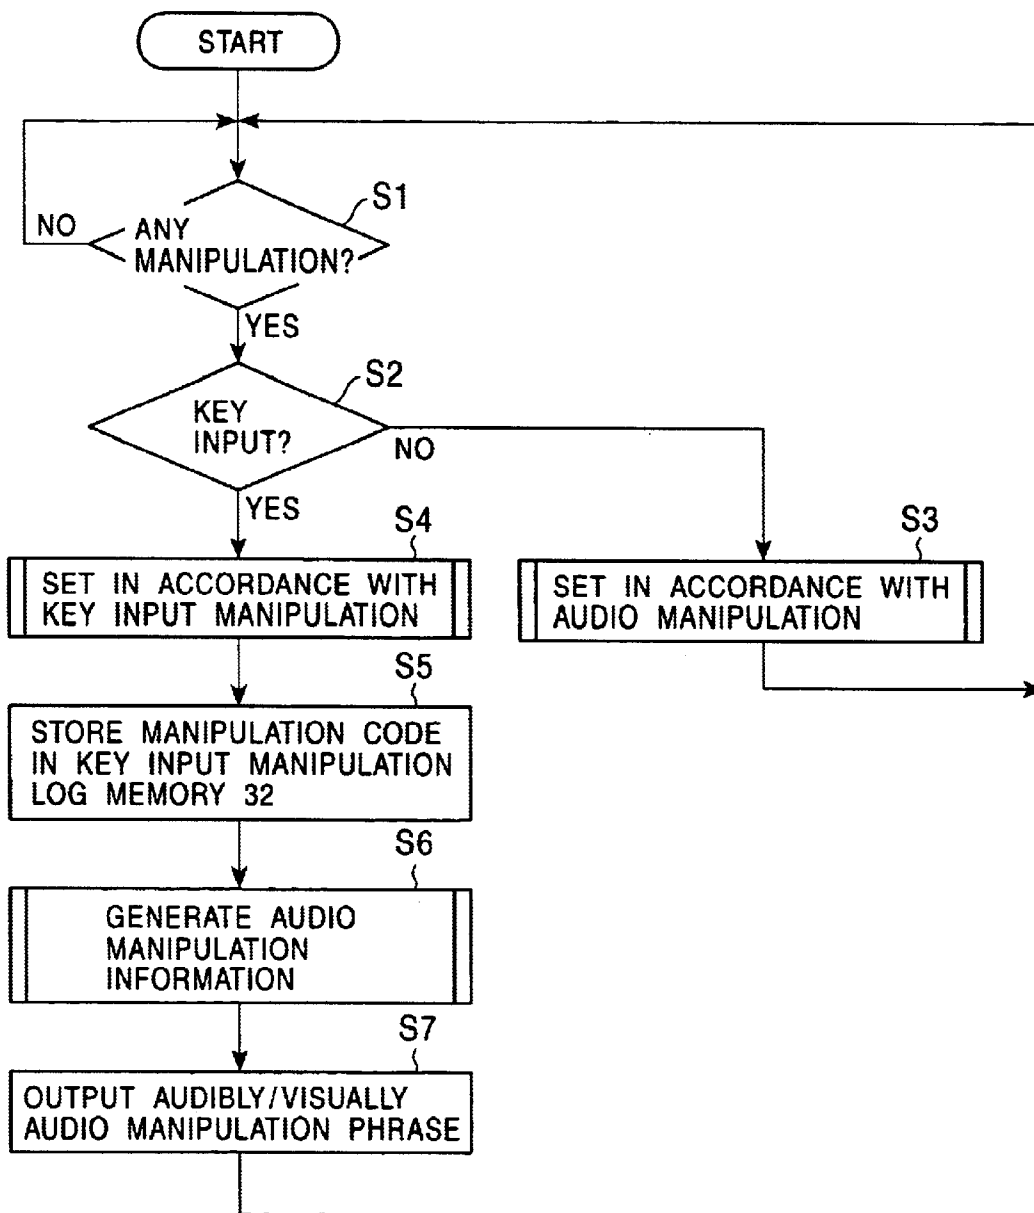 START
S1
NO
ANY
MANIPULATION?
YES
S2
KEY
INPUT?
NO
YES
S4
S3
SET IN ACCORDANCE WITH
KEY INPUT MANIPULATION
SET IN ACCORDANCE WITH
AUDIO MANIPULATION
S5
STORE MANIPULATION CODE
IN KEY INPUT MANIPULATION
LOG MEMORY 32
S6
GENERATE AUDIO
MANIPULATION
INFORMATION
S7
OUTPUT AUDIBLY/VISUALLY
AUDIO MANIPULATION PHRASE